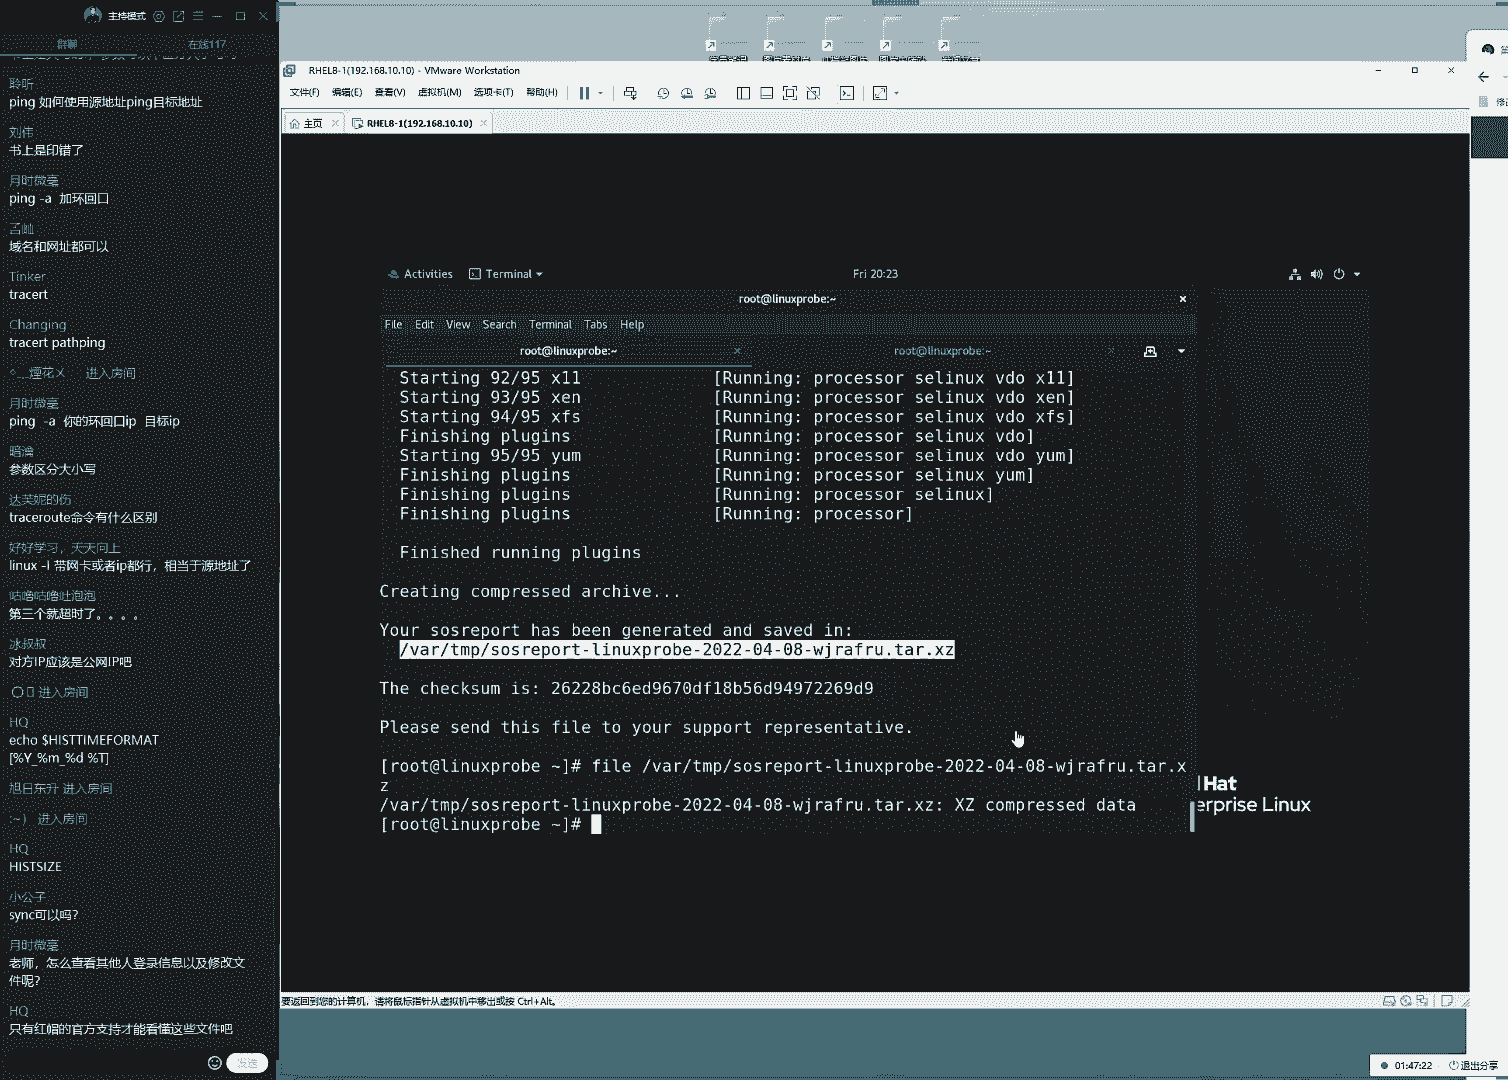 主持模式
群聊
在线117
聆听
ping 如何使用源地址ping目标地址
刘伟
书上是印错了
月时微毫
ping -a 加环回口
孟屾
域名和网址都可以
Tinker
tracert
Changing
tracert pathping
进入房间
月时微毫
ping -a 你的环回口ip 目标ip
参数区分大小写
达芙妮的伤
traceroute命令有什么区别
好好学习，天天向上
linux -I 带网卡或者ip都行，相当于源地址了
咕噜咕噜吐泡泡
第三个就超时了。。。。
冰叔叔
对方IP应该是公网IP吧
进入房间
HQ
echo $HISTTIMEFORMAT
[%Y_%m_%d %T]
旭日东升 进入房间
:~） 进入房间
HQ
HISTSIZE
小公子
sync可以吗?
月时微毫
老师，怎么查看其他人登录信息以及修改文
件呢?
HQ
只有红帽的官方支持才能看懂这些文件吧
发送
RHEL8-1(192.168.10.10) - VMware Workstation
文件(F) 编辑(E) 查看(V) 虚拟机(M) 选项卡(T) 帮助(H)
主页
RHEL8-1(192.168.10.10)
Activities
Terminal
Fri 20:23
root@linuxprobe:~
File Edit View Search Terminal Tabs Help
root@linuxprobe:~
root@linuxprobe:~
Starting 92/95 x11 [Running: processor selinux vdo x11]
Starting 93/95 xen [Running: processor selinux vdo xen]
Starting 94/95 xfs [Running: processor selinux vdo xfs]
Finishing plugins [Running: processor selinux vdo]
Starting 95/95 yum [Running: processor selinux vdo yum]
Finishing plugins [Running: processor selinux yum]
Finishing plugins [Running: processor selinux]
Finishing plugins [Running: processor]
Finished running plugins
Creating compressed archive...
Your sosreport has been generated and saved in:
/var/tmp/sosreport-linuxprobe-2022-04-08-wjrafru.tar.xz
The checksum is: 26228bc6ed9670df18b56d94972269d9
Please send this file to your support representative.
[root@linuxprobe ~]# file /var/tmp/sosreport-linuxprobe-2022-04-08-wjrafru.tar.x
z
/var/tmp/sosreport-linuxprobe-2022-04-08-wjrafru.tar.xz: XZ compressed data
[root@linuxprobe ~]#
Hat
erprise Linux
要返回到您的计算机，请将鼠标指针从虚拟机中移出或按 Ctrl+Alt。
01:47:22
退出分享